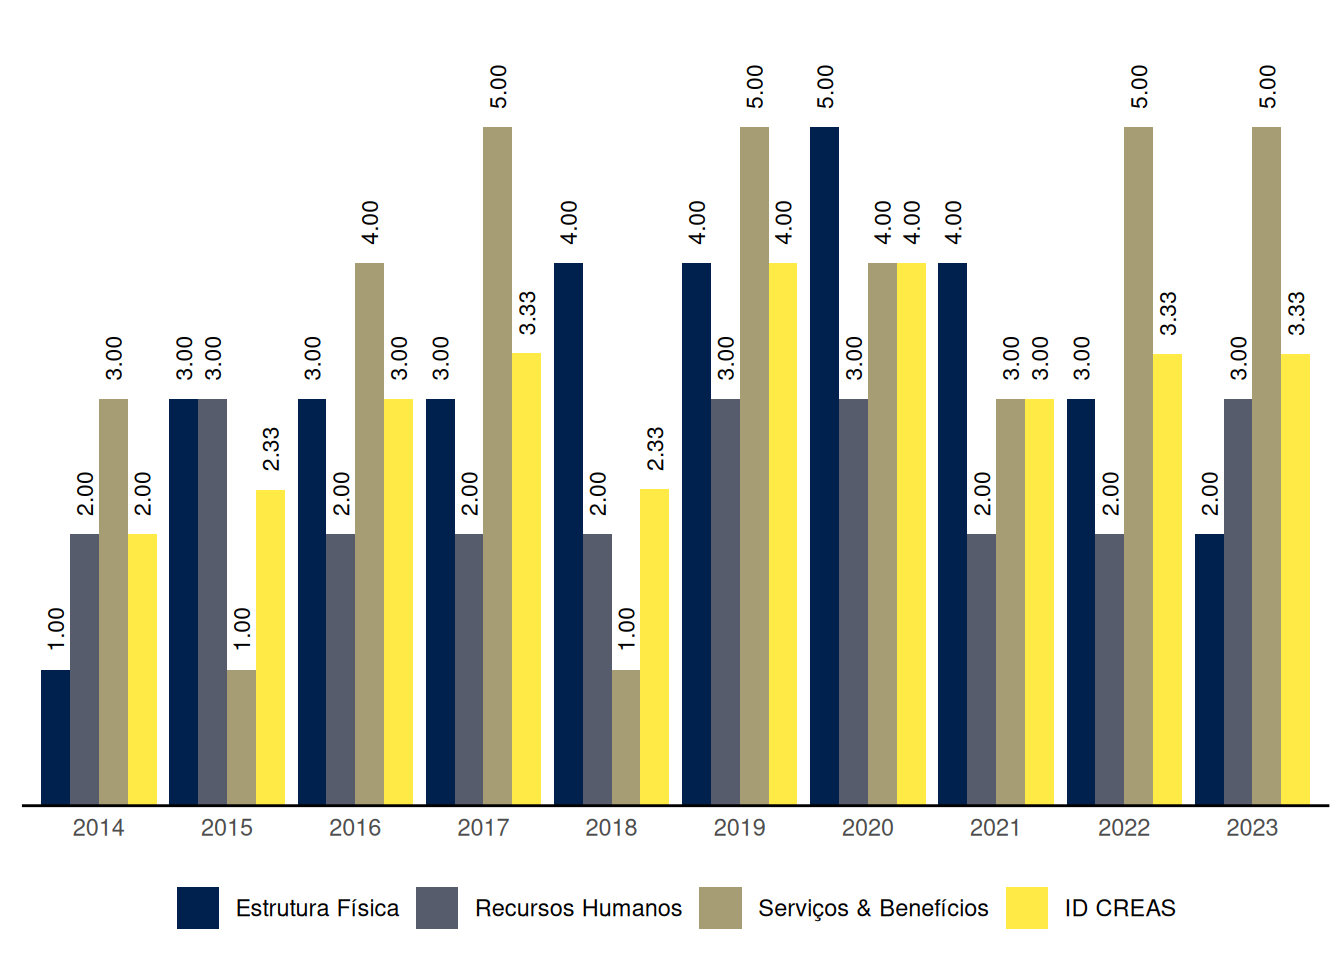 5.00 5.00 5.00 5.00 5.00
4.00 4.00 4.00 4.00 4.00 4.00 4.00
3.33 3.33 3.33
3.00 3.00 3.00 3.00 3.00 3.00 3.00 3.00 3.00 3.00 3.00 3.00
2.33 2.33
2.00 2.00 2.00 2.00 2.00 2.00 2.00 2.00
1.00 1.00 1.00
2014 2015 2016 2017 2018 2019 2020 2021 2022 2023
Estrutura Física Recursos Humanos Serviços & Benefícios ID CREAS